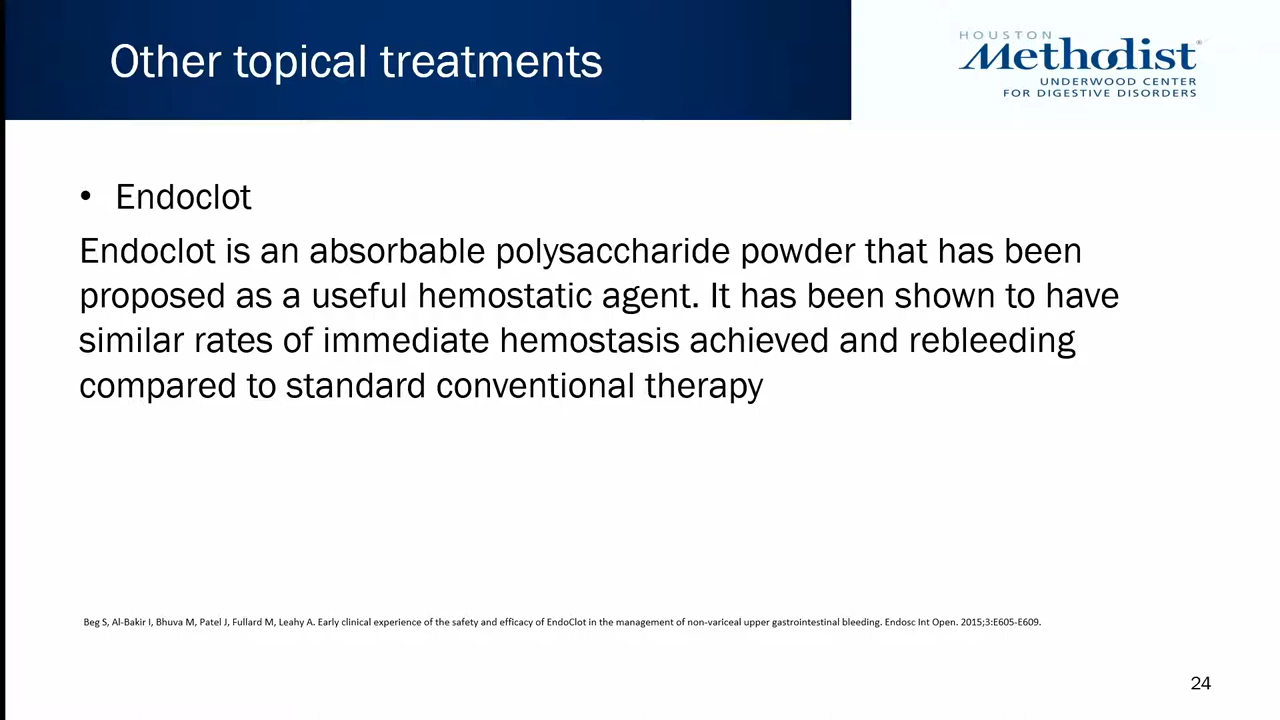 Other topical treatments
HOUSTON
Methodist®
UNDERWOOD CENTER
FOR DIGESTIVE DISORDERS
• Endoclot
Endoclot is an absorbable polysaccharide powder that has been
proposed as a useful hemostatic agent. It has been shown to have
similar rates of immediate hemostasis achieved and rebleeding
compared to standard conventional therapy
Beg S, Al-Bakir I, Bhuva M, Patel J, Fullard M, Leahy A. Early clinical experience of the safety and efficacy of EndoClot in the management of non-variceal upper gastrointestinal bleeding. Endosc Int Open. 2015;3:E605-E609.
24